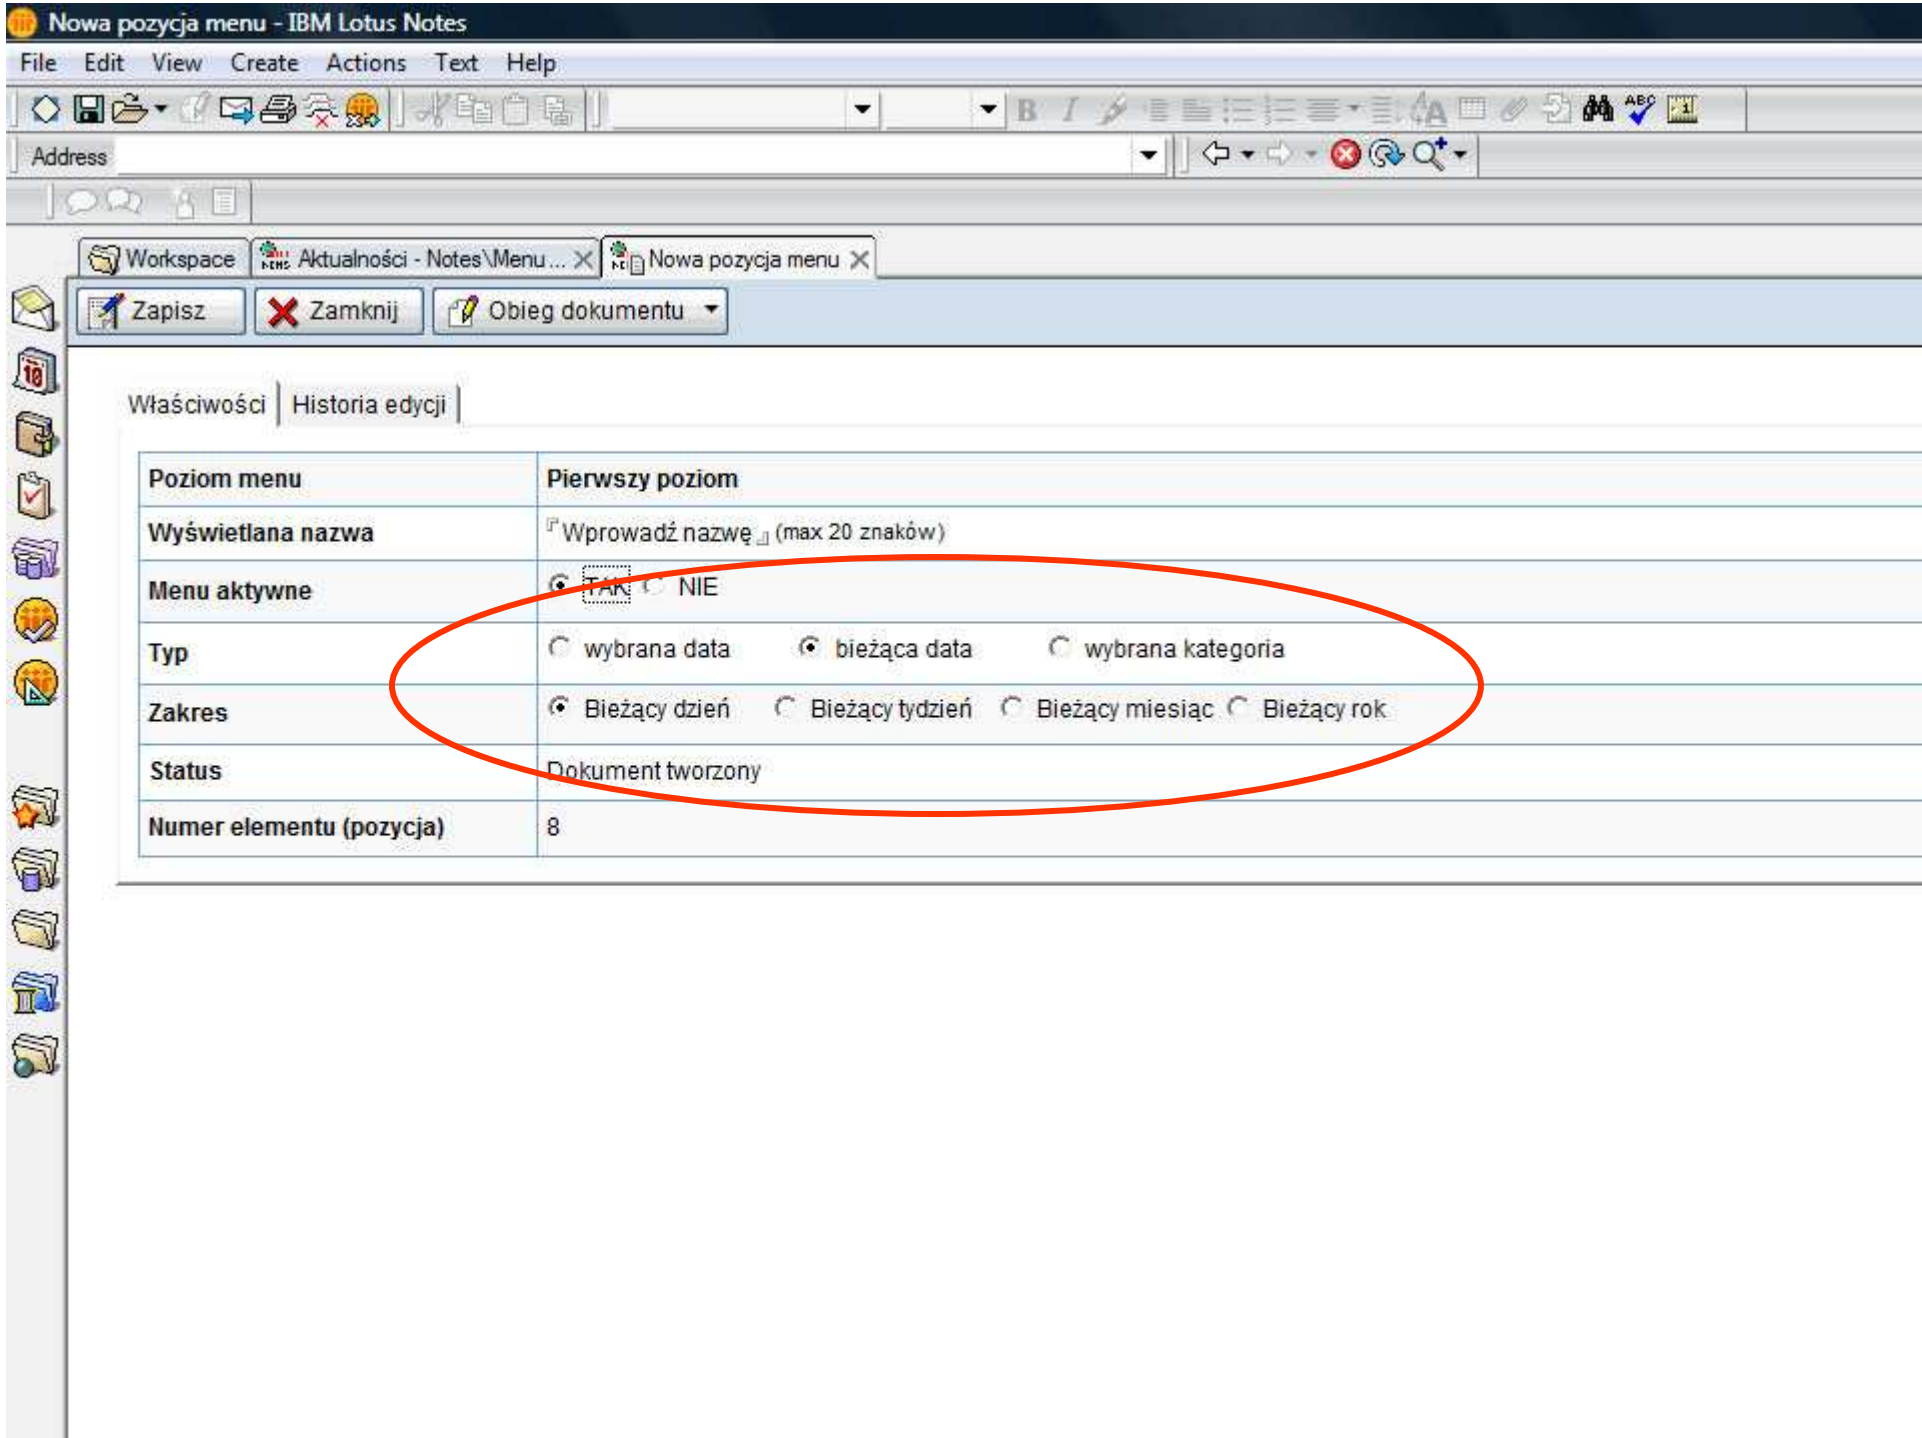 Nowa pozycja menu - IBM Lotus Notes
File Edit View Create Actions Text Help
B I A ABC 1
Address
Workspace Aktualności - Notes\Menu ... Nowa pozycja menu
Zapisz Zamknij Obieg dokumentu
10
Właściwości Historia edycji
Poziom menu Pierwszy poziom
Wyświetlana nazwa Wprowadź nazwę (max 20 znaków)
Menu aktywne TAK NIE
Typ wybrana data bieżąca data wybrana kategoria
Zakres Bieżący dzień Bieżący tydzień Bieżący miesiąc Bieżący rok
Status Dokument tworzony
Numer elementu (pozycja) 8